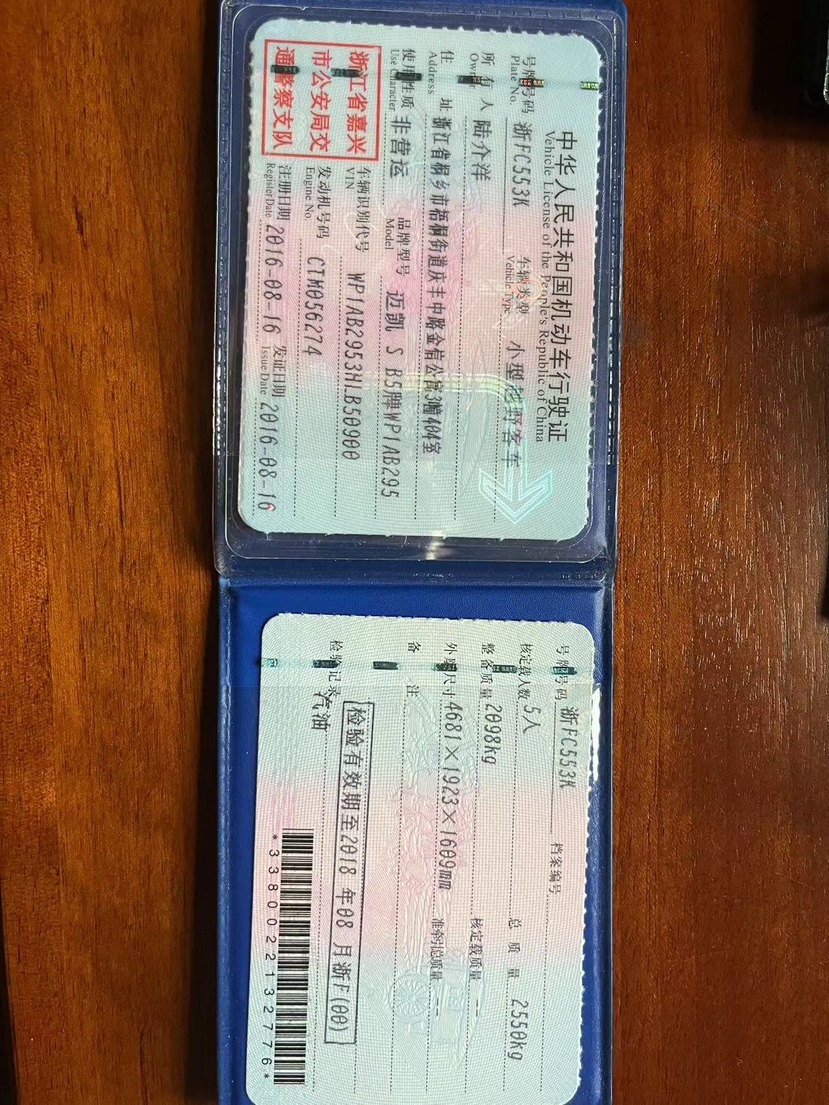 中华人民共和国机动车行驶证
Vehicle License of the People's Republic of China
号牌号码 浙FC553K 车辆类型 小型越野客车
Plate No. Vehicle Type
所有人 陆介洋
Owner
住址 浙江省桐乡市梧桐街道庆丰中路金信公寓3幢404室
Address
使用性质 非营运 品牌型号 迈凯 S B5牌WP1AB295
Use Character Model
浙江省嘉兴
市公安局交
通警察支队
车辆识别代号 WP1AB2953HLB50900
VIN
发动机号码 CTM056274
Engine No.
注册日期 2016-08-16 发证日期 2016-08-16
Register Date Issue Date
号牌号码 浙FC553K 档案编号
核定载人数 5人 总质量 2550kg
整备质量 2098kg 核定载质量 --
外廓尺寸 4681×1923×1609mm 准牵引总质量 --
备注
检验有效期至2018年08月浙F(00)
检验记录
汽油
*3380022132776*